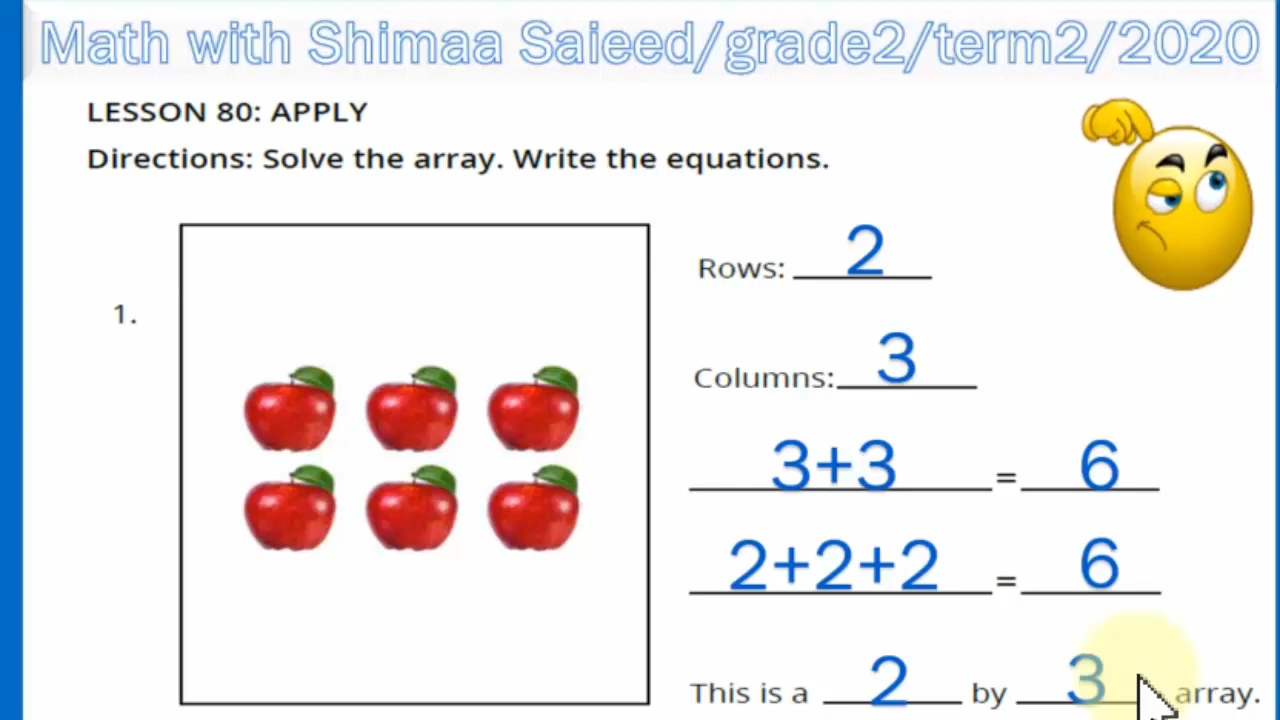 Math with Shimaa Saieed/grade2/term2/2020
LESSON 80: APPLY
Directions: Solve the array. Write the equations.
1.
Rows: 2
Columns: 3
3+3 = 6
2+2+2 = 6
This is a 2 by 3 array.